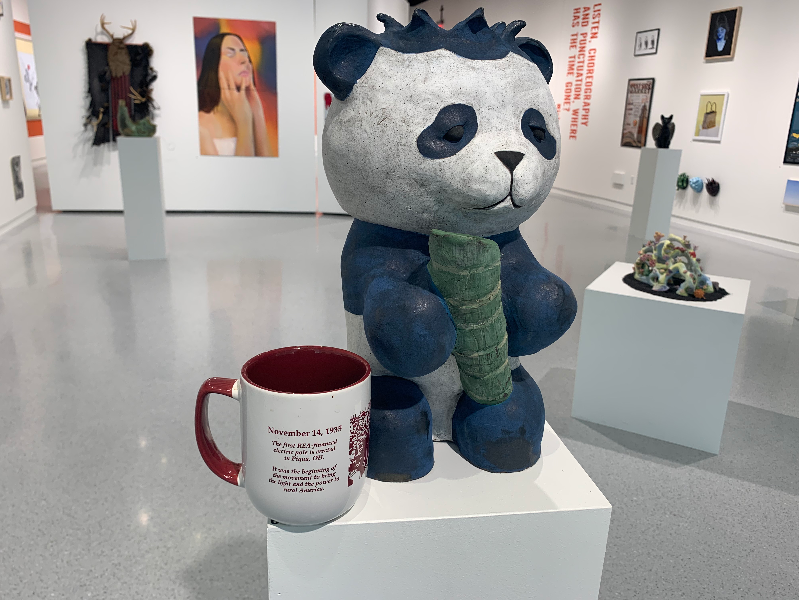 November 14, 1935
The first REA-financed
electric pole is erected
in Piqua, OH.
It was the beginning of
the movement to bring
the light and the power to
rural America.
LISTEN, CHOREOGRAPHY
AND PUNCTUATION. WHERE
HAS THE TIME GONE?